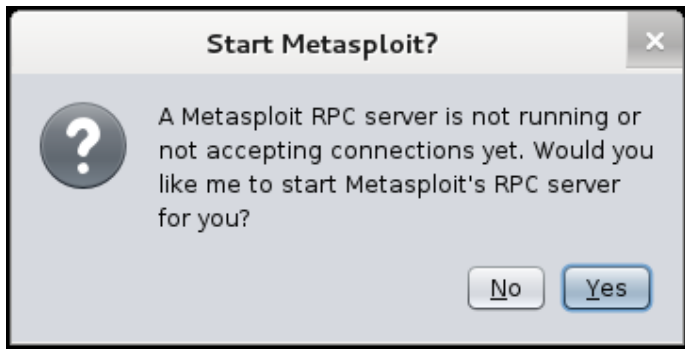 Start Metasploit?
A Metasploit RPC server is not running or
not accepting connections yet. Would you
like me to start Metasploit's RPC server
for you?
No
Yes